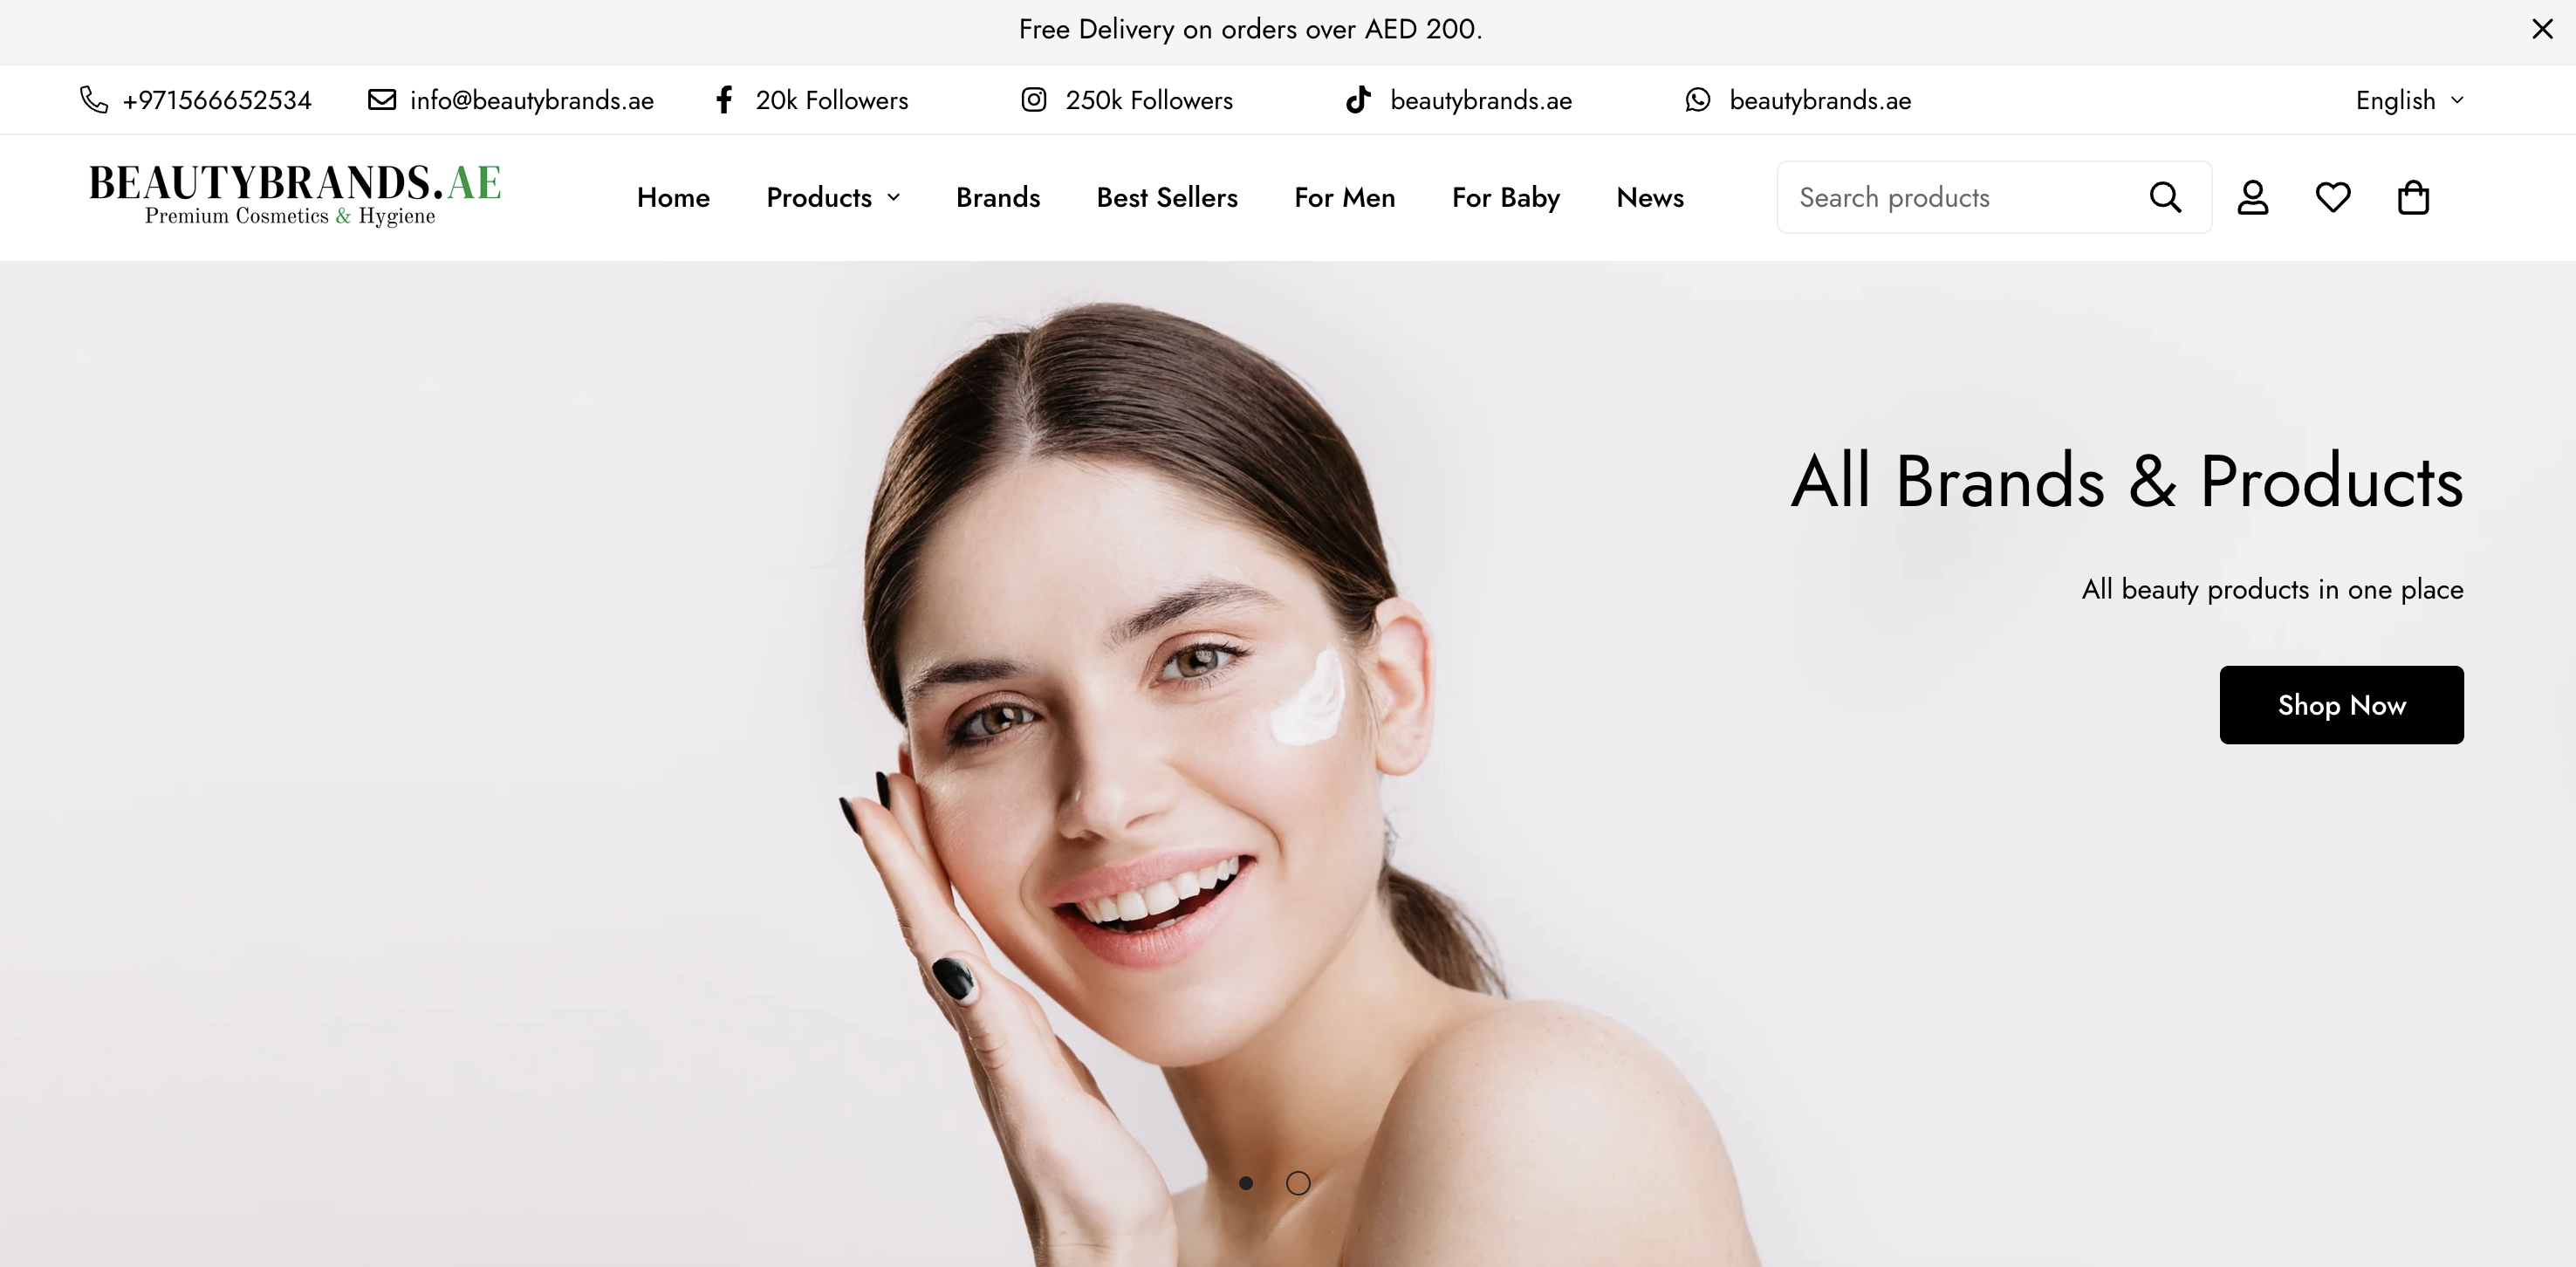 Free Delivery on orders over AED 200.
+971566652534 info@beautybrands.ae 20k Followers 250k Followers beautybrands.ae beautybrands.ae English
BEAUTYBRANDS.AE
Premium Cosmetics & Hygiene
Home Products Brands Best Sellers For Men For Baby News Search products
All Brands & Products
All beauty products in one place
Shop Now